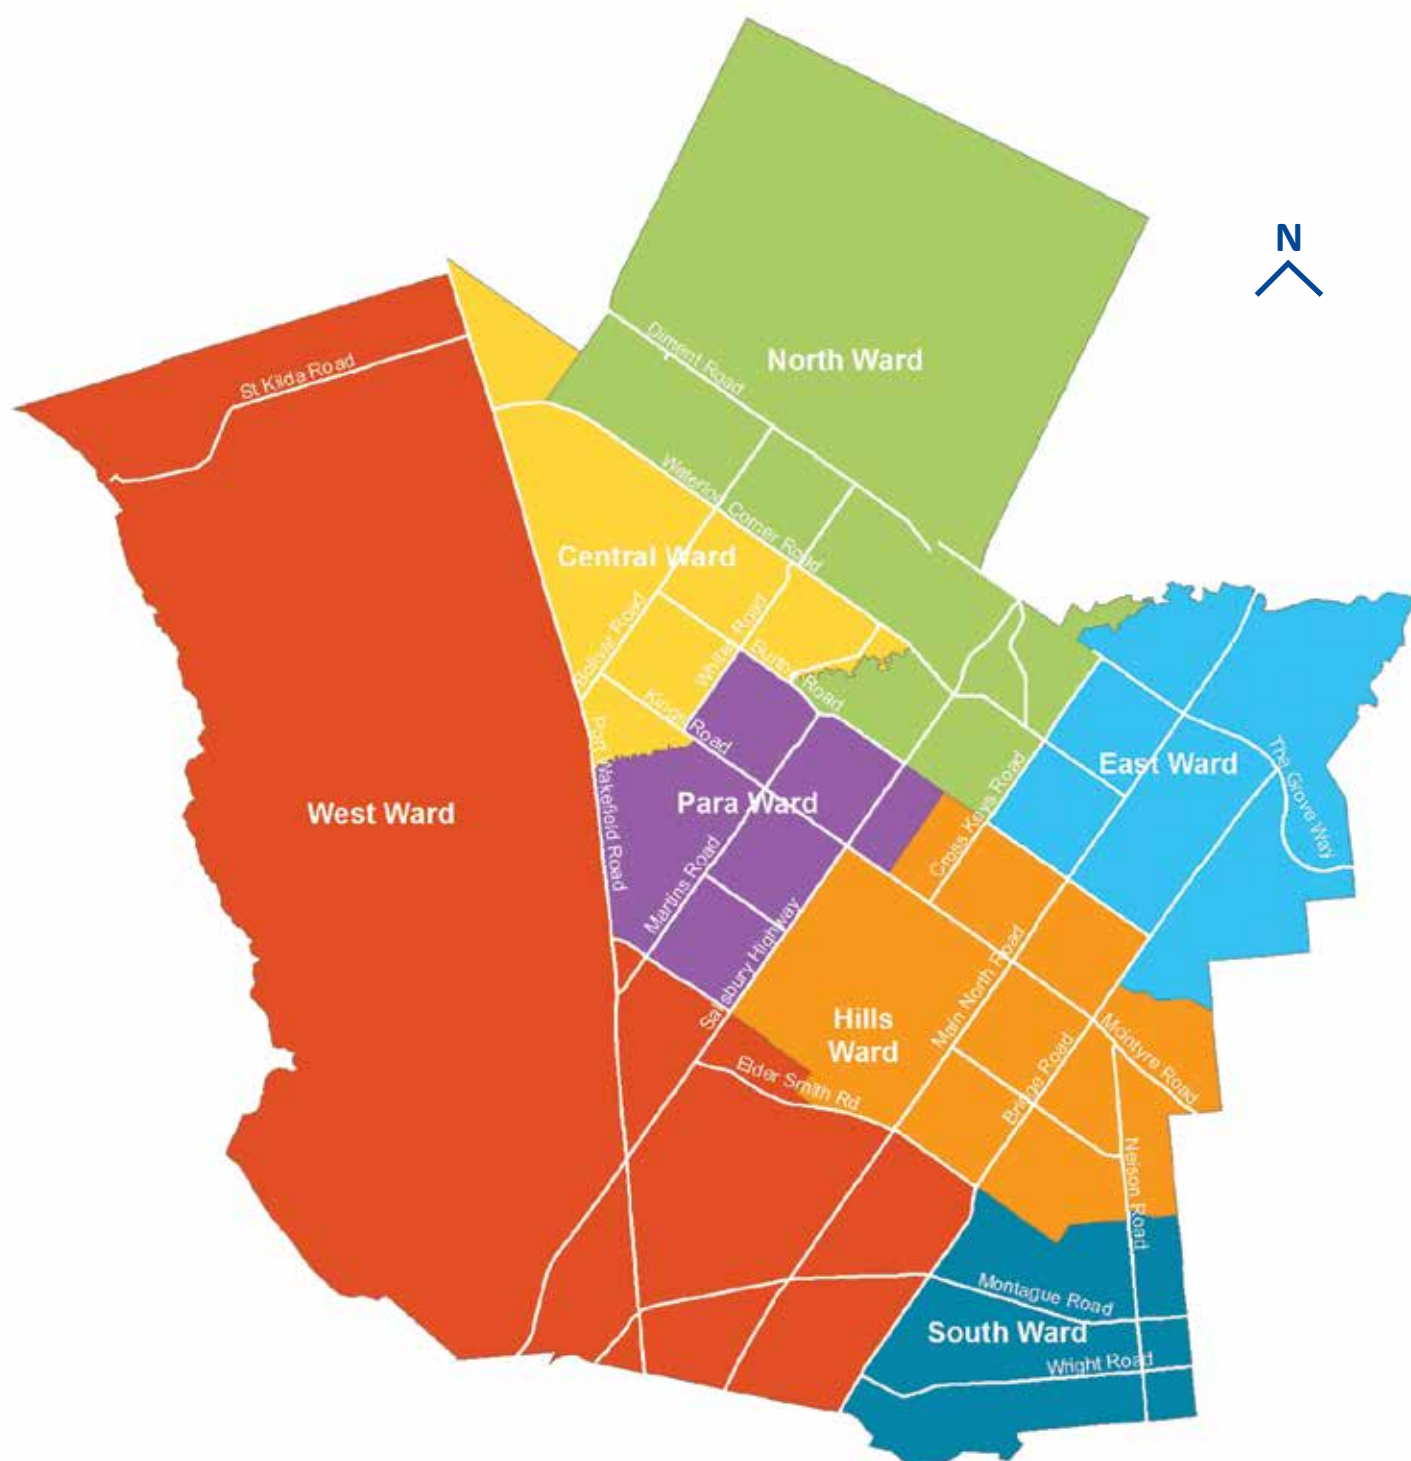 N
North Ward
Diment Road
St Kilda Road
Waterloo Corner Road
Central Ward
Bolivar Road
Whites Road
Burton Road
Kings Road
Port Wakefield Road
East Ward
The Grove Way
Cross Keys Road
Para Ward
West Ward
Martins Road
Salisbury Highway
Main North Road
Hills
Ward
McIntyre Road
Bridge Road
Elder Smith Rd
Nelson Road
Montague Road
South Ward
Wright Road